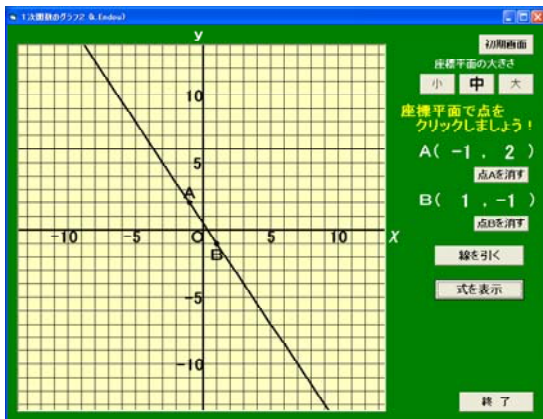 1次関数のグラフ2 (k.Endou)
y
初期画面
座標平面の大きさ
小 中 大
座標平面で点を
クリックしましょう!
A( -1 , 2 )
点Aを消す
B( 1 , -1 )
点Bを消す
線を引く
式を表示
終 了
10
5
A
-10 -5 O 5 10 X
B
-5
-10